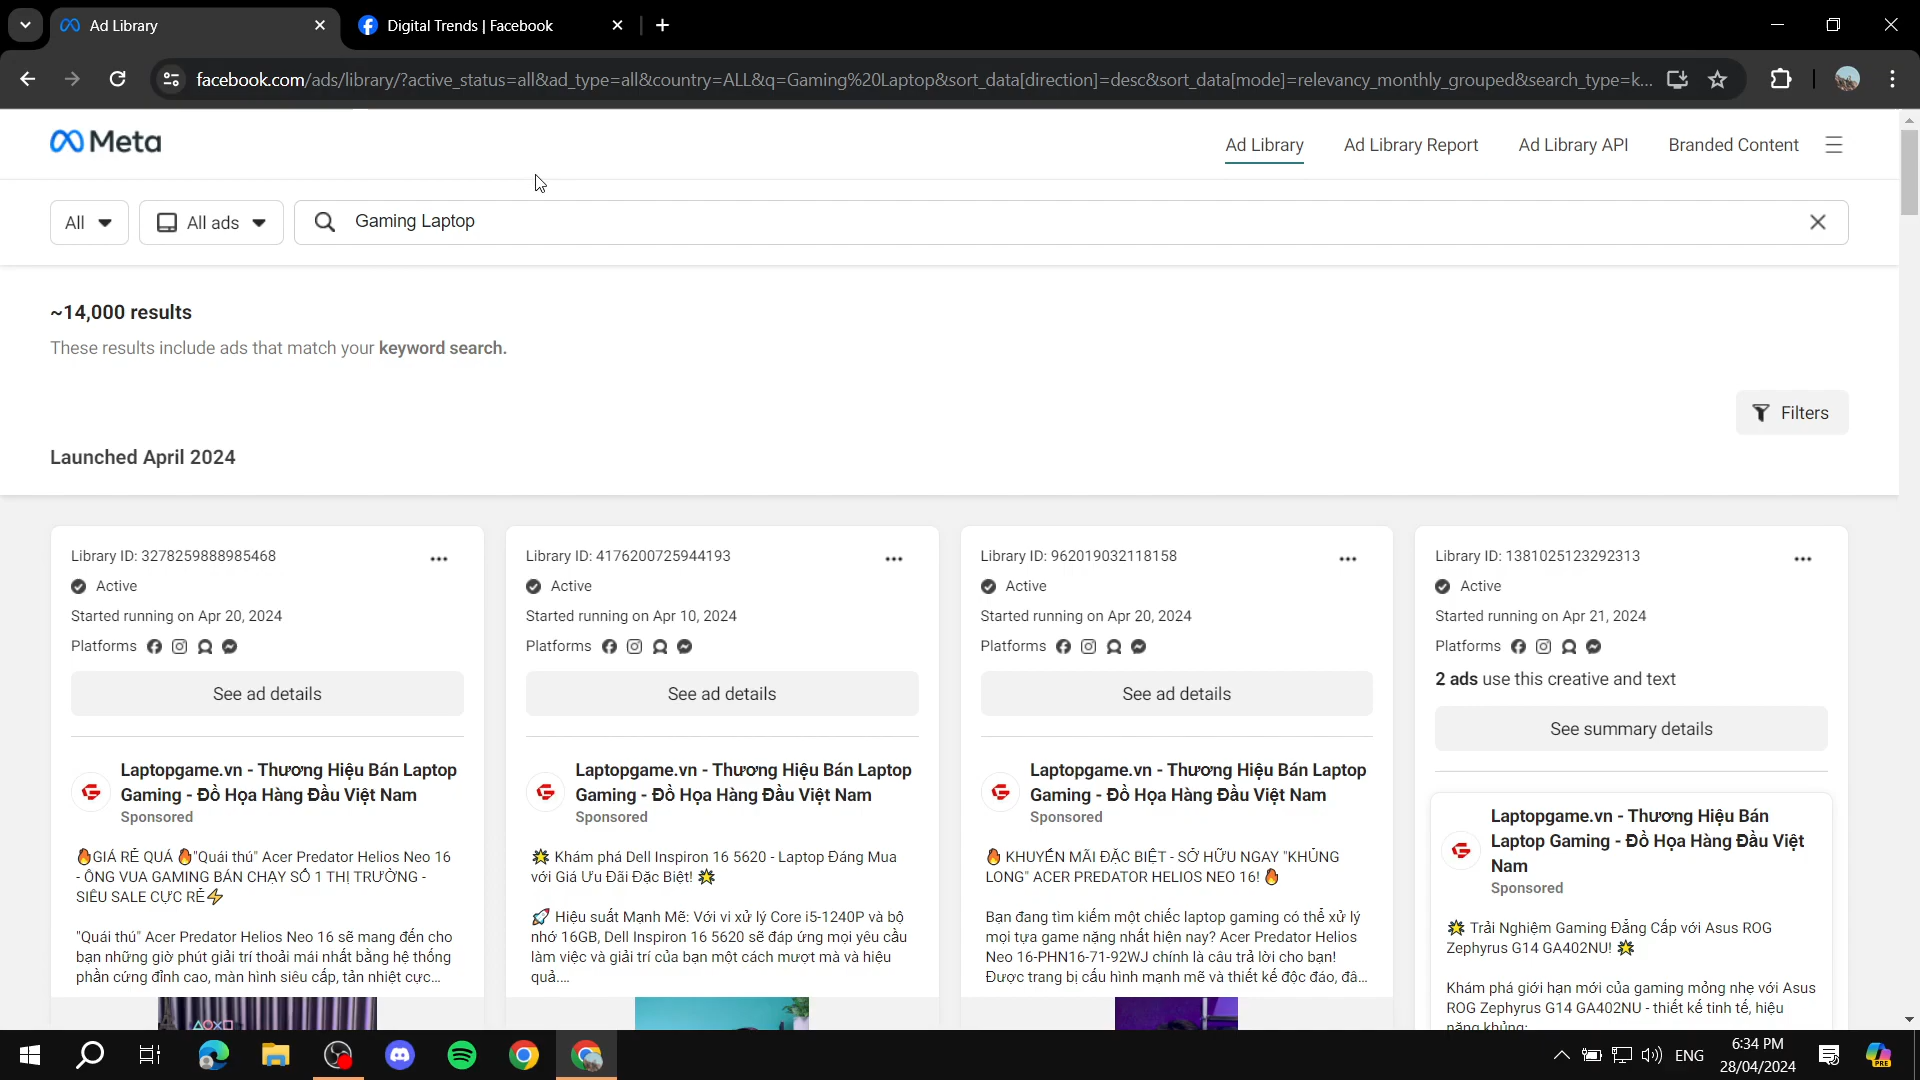 Ad Library
Digital Trends | Facebook
facebook.com/ads/library/?active_status=all&ad_type=all&country=ALL&q=Gaming%20Laptop&sort_data[direction]=desc&sort_data[mode]=relevancy_monthly_grouped&search_type=k...
Meta
Ad Library
Ad Library Report
Ad Library API
Branded Content
All
All ads
Gaming Laptop
~14,000 results
These results include ads that match your keyword search.
Filters
Launched April 2024
Library ID: 3278259888985468
Active
Started running on Apr 20, 2024
Platforms
See ad details
Laptopgame.vn - Thương Hiệu Bán Laptop
Gaming - Đồ Họa Hàng Đầu Việt Nam
Sponsored
🔥GIÁ RẺ QUÁ 🔥"Quái thú" Acer Predator Helios Neo 16
- ÔNG VUA GAMING BÁN CHẠY SỐ 1 THỊ TRƯỜNG -
SIÊU SALE CỰC RẺ⚡
"Quái thú" Acer Predator Helios Neo 16 sẽ mang đến cho
bạn những giờ phút giải trí thoải mái nhất bằng hệ thống
phần cứng đỉnh cao, màn hình siêu cấp, tản nhiệt cực...
Library ID: 4176200725944193
Active
Started running on Apr 10, 2024
Platforms
See ad details
Laptopgame.vn - Thương Hiệu Bán Laptop
Gaming - Đồ Họa Hàng Đầu Việt Nam
Sponsored
🌟 Khám phá Dell Inspiron 16 5620 - Laptop Đáng Mua
với Giá Ưu Đãi Đặc Biệt! 🌟
🚀 Hiệu suất Mạnh Mẽ: Với vi xử lý Core i5-1240P và bộ
nhớ 16GB, Dell Inspiron 16 5620 sẽ đáp ứng mọi yêu cầu
làm việc và giải trí của bạn một cách mượt mà và hiệu
quả....
Library ID: 962019032118158
Active
Started running on Apr 20, 2024
Platforms
See ad details
Laptopgame.vn - Thương Hiệu Bán Laptop
Gaming - Đồ Họa Hàng Đầu Việt Nam
Sponsored
🔥 KHUYẾN MÃI ĐẶC BIỆT - SỞ HỮU NGAY "KHỦNG
LONG" ACER PREDATOR HELIOS NEO 16! 🔥
Bạn đang tìm kiếm một chiếc laptop gaming có thể xử lý
mọi tựa game nặng nhất hiện nay? Acer Predator Helios
Neo 16-PHN16-71-92WJ chính là câu trả lời cho bạn!
Được trang bị cấu hình mạnh mẽ và thiết kế độc đáo, đâ...
Library ID: 1381025123292313
Active
Started running on Apr 21, 2024
Platforms
2 ads use this creative and text
See summary details
Laptopgame.vn - Thương Hiệu Bán
Laptop Gaming - Đồ Họa Hàng Đầu Việt
Nam
Sponsored
🌟 Trải Nghiệm Gaming Đẳng Cấp với Asus ROG
Zephyrus G14 GA402NU! 🌟
Khám phá giới hạn mới của gaming mỏng nhẹ với Asus
ROG Zephyrus G14 GA402NU - thiết kế tinh tế, hiệu
năng khủng:
ENG
6:34 PM
28/04/2024
PRE